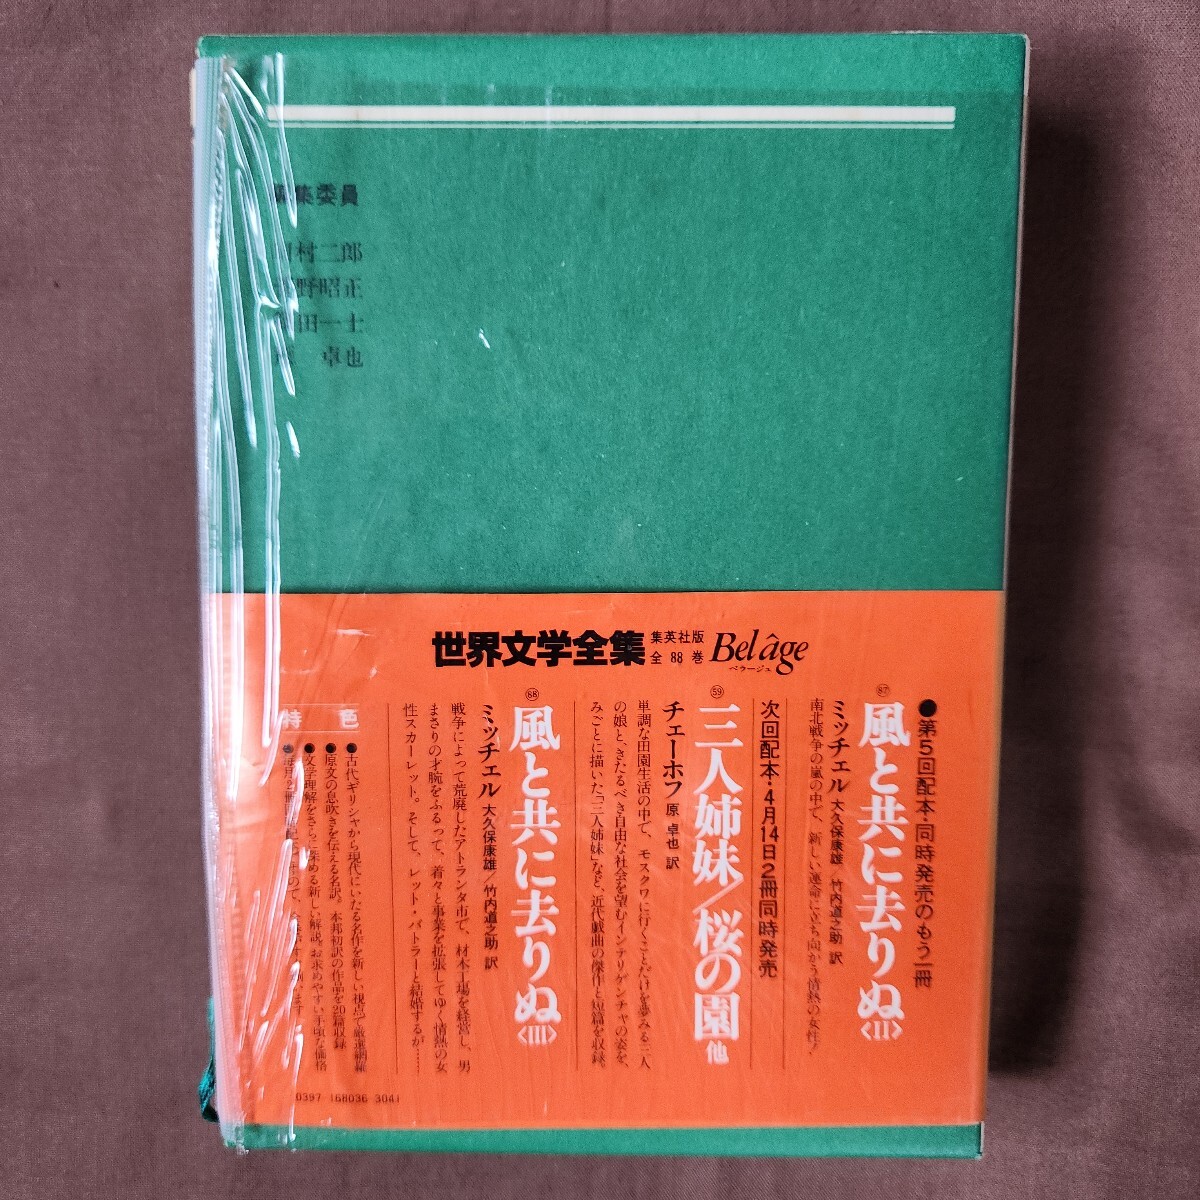 集委員
村二郎
野昭正
田一士
卓也
世界文学全集
集英社版
全88巻
Bel âge
ベラージュ
●第5回配本・同時発売のもう一冊
87
風と共に去りぬ〈II〉
ミッチェル 大久保康雄／竹内道之助 訳
南北戦争の嵐の中で、新しい運命に立ち向かう情熱の女性！
次回配本・4月14日2冊同時発売
59
三人姉妹／桜の園 他
チェーホフ 原 卓也 訳
単調な田園生活の中で、モスクワに行くことだけを夢みる三人
の娘と、きたるべき自由な社会を望むインテリゲンチャの姿を、
みごとに描いた「三人姉妹」など、近代戯曲の傑作と短篇を収録。
88
風と共に去りぬ〈III〉
ミッチェル 大久保康雄／竹内道之助 訳
戦争によって荒廃したアトランタ市で、材木工場を経営し、男
まさりの才腕をふるって、着々と事業を拡張してゆく情熱の女
性スカーレット。そして、レット・バトラーと結婚するが……
特色
●古代ギリシャから現代にいたる名作を新しい視点で厳選網羅
●原文の息吹きを伝える名訳。本邦初訳の作品を20篇収録
●文学理解をさらに深める新しい解説。お求めやすい手頃な価格
●毎月2冊
0397-168036-3041